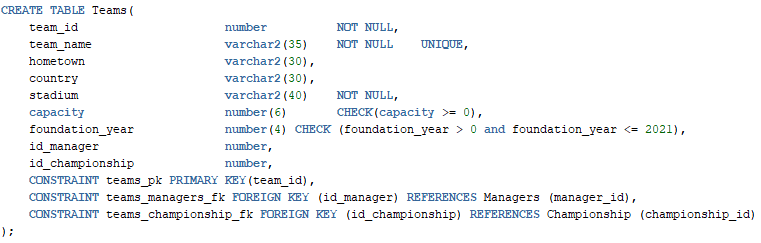 CREATE TABLE Teams(
team_id number NOT NULL,
team_name varchar2(35) NOT NULL UNIQUE,
hometown varchar2(30),
country varchar2(30),
stadium varchar2(40) NOT NULL,
capacity number(6) CHECK(capacity >= 0),
foundation_year number(4) CHECK (foundation_year > 0 and foundation_year <= 2021),
id_manager number,
id_championship number,
CONSTRAINT teams_pk PRIMARY KEY(team_id),
CONSTRAINT teams_managers_fk FOREIGN KEY (id_manager) REFERENCES Managers (manager_id),
CONSTRAINT teams_championship_fk FOREIGN KEY (id_championship) REFERENCES Championship (championship_id)
);